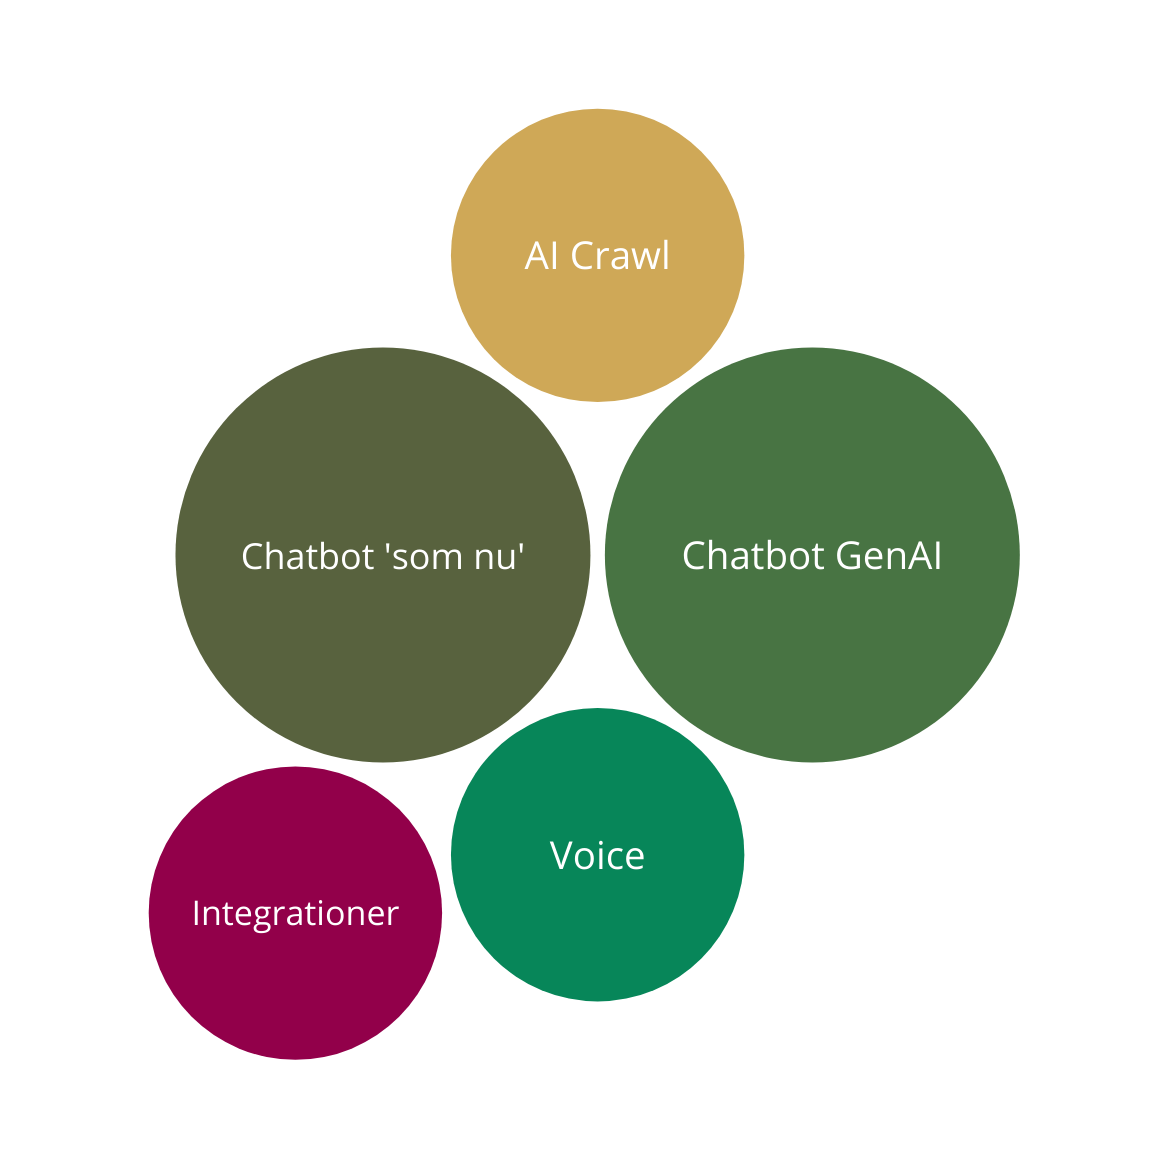 AI Crawl
Chatbot 'som nu'
Chatbot GenAI
Voice
Integrationer